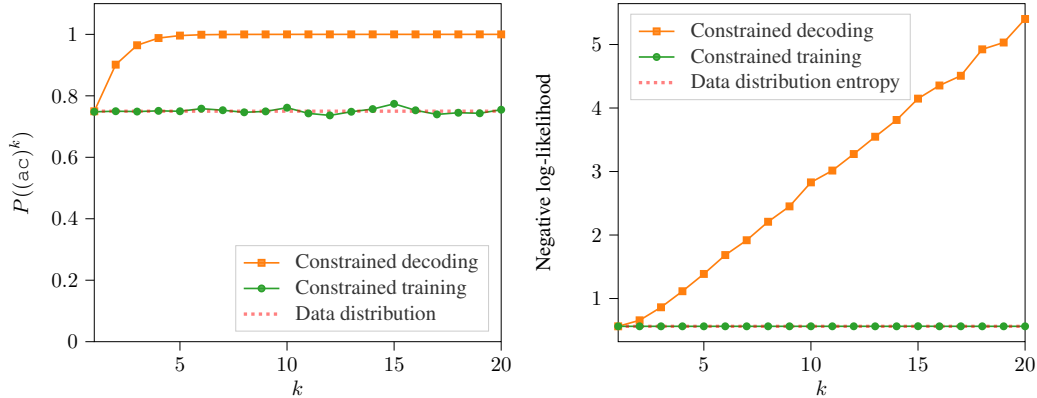 P((ac)^k)
1
0.8
0.6
0.4
0.2
0
Constrained decoding
Constrained training
Data distribution
5
10
15
20
k
Negative log-likelihood
5
4
3
2
1
Constrained decoding
Constrained training
Data distribution entropy
5
10
15
20
k